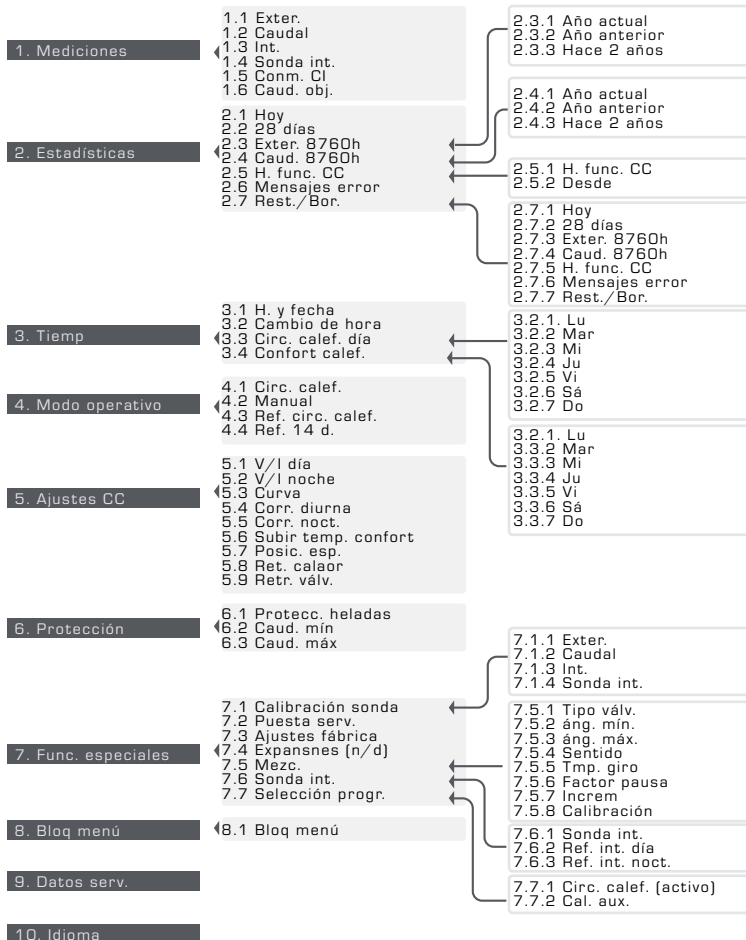 1. Mediciones
1.1 Exter.
1.2 Caudal
1.3 Int.
1.4 Sonda int.
1.5 Conm. CI
1.6 Caud. obj.
2. Estadísticas
2.1 Hoy
2.2 28 días
2.3 Exter. 8760h
2.4 Caud. 8760h
2.5 H. func. CC
2.6 Mensajes error
2.7 Rest./Bor.
2.3.1 Año actual
2.3.2 Año anterior
2.3.3 Hace 2 años
2.4.1 Año actual
2.4.2 Año anterior
2.4.3 Hace 2 años
2.5.1 H. func. CC
2.5.2 Desde
2.7.1 Hoy
2.7.2 28 días
2.7.3 Exter. 8760h
2.7.4 Caud. 8760h
2.7.5 H. func. CC
2.7.6 Mensajes error
2.7.7 Rest./Bor.
3. Tiemp
3.1 H. y fecha
3.2 Cambio de hora
3.3 Circ. calef. día
3.4 Confort calef.
3.2.1. Lu
3.2.2 Mar
3.2.3 Mi
3.2.4 Ju
3.2.5 Vi
3.2.6 Sá
3.2.7 Do
3.2.1. Lu
3.3.2 Mar
3.3.3 Mi
3.3.4 Ju
3.3.5 Vi
3.3.6 Sá
3.3.7 Do
4. Modo operativo
4.1 Circ. calef.
4.2 Manual
4.3 Ref. circ. calef.
4.4 Ref. 14 d.
5. Ajustes CC
5.1 V/I día
5.2 V/I noche
5.3 Curva
5.4 Corr. diurna
5.5 Corr. noct.
5.6 Subir temp. confort
5.7 Posic. esp.
5.8 Ret. calaor
5.9 Retr. válv.
6. Protección
6.1 Protecc. heladas
6.2 Caud. mín
6.3 Caud. máx
7. Func. especiales
7.1 Calibración sonda
7.2 Puesta serv.
7.3 Ajustes fábrica
7.4 Expansnes (n/d)
7.5 Mezc.
7.6 Sonda int.
7.7 Selección progr.
7.1.1 Exter.
7.1.2 Caudal
7.1.3 Int.
7.1.4 Sonda int.
7.5.1 Tipo válv.
7.5.2 áng. mín.
7.5.3 áng. máx.
7.5.4 Sentido
7.5.5 Tmp. giro
7.5.6 Factor pausa
7.5.7 Increm
7.5.8 Calibración
7.6.1 Sonda int.
7.6.2 Ref. int. día
7.6.3 Ref. int. noct.
7.7.1 Circ. calef. (activo)
7.7.2 Cal. aux.
8. Bloq menú
8.1 Bloq menú
9. Datos serv.
10. Idioma